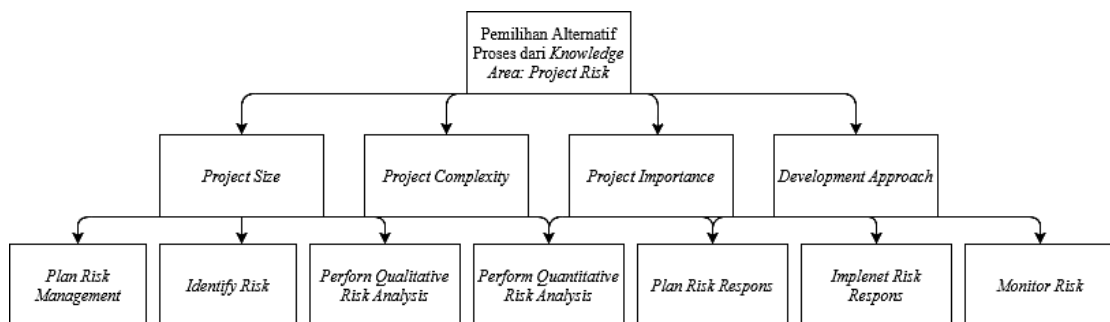 Pemilihan Alternatif
Proses dari Knowledge
Area: Project Risk
Project Size
Project Complexity
Project Importance
Development Approach
Plan Risk
Management
Identify Risk
Perforn Qualitative
Risk Analysis
Perform Quantitative
Risk Analysis
Plan Risk Respons
Implenet Risk
Respons
Monitor Risk